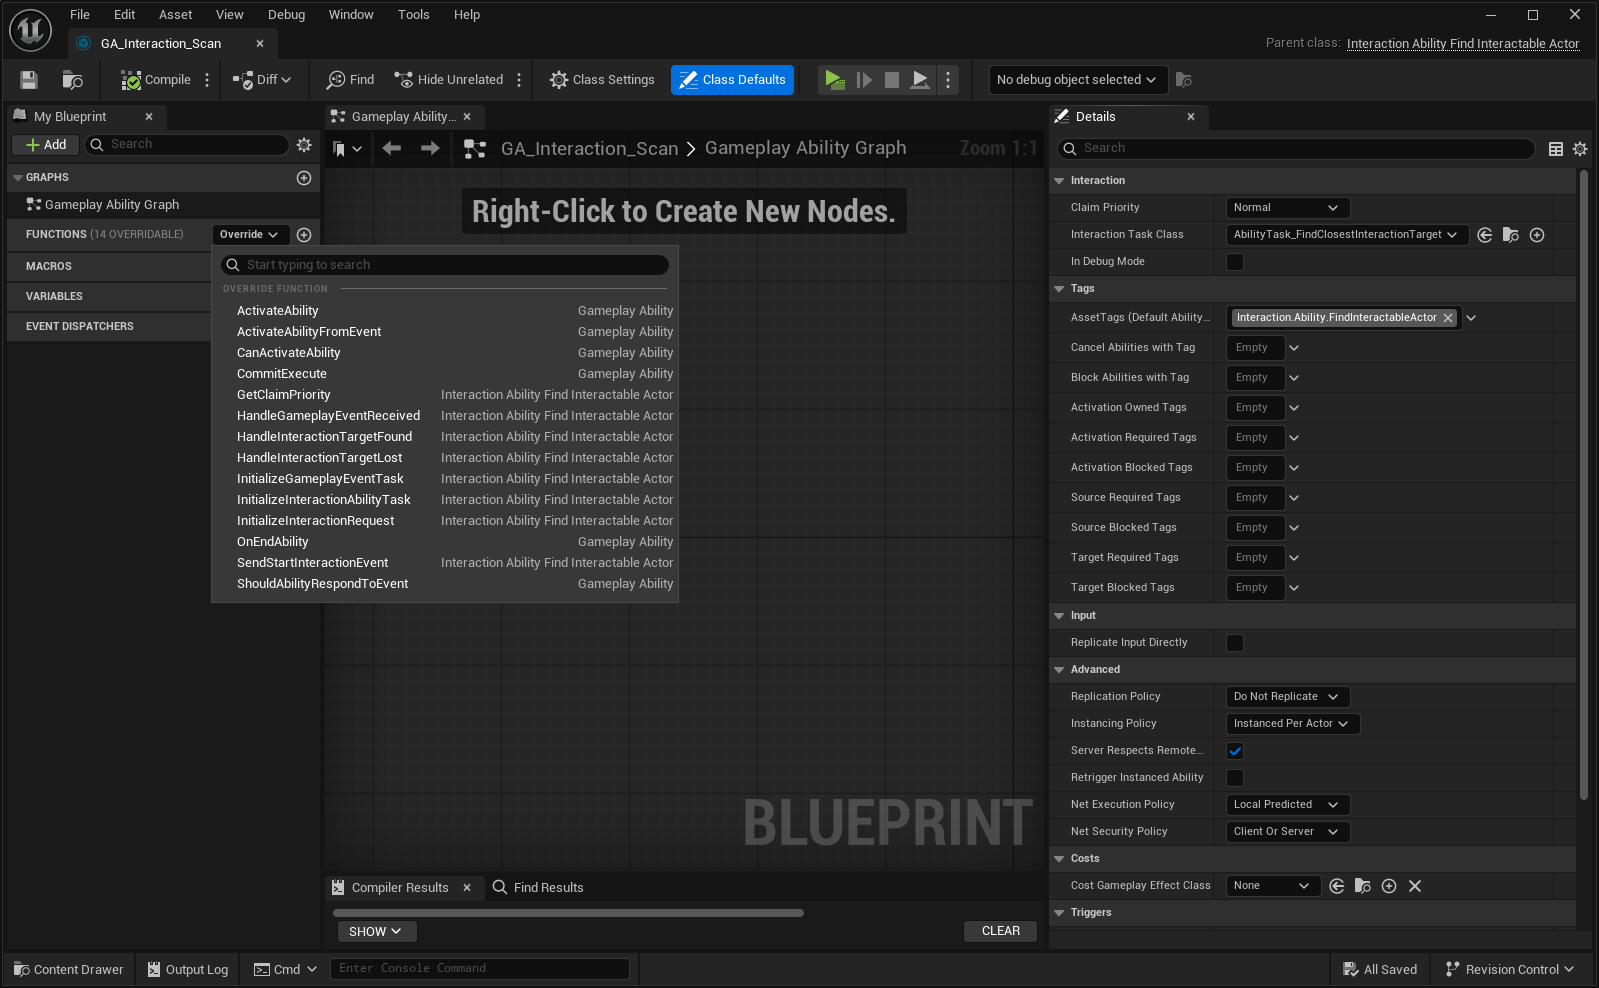 File Edit Asset View Debug Window Tools Help
GA_Interaction_Scan
Parent class: Interaction Ability Find Interactable Actor
Compile Diff Find Hide Unrelated Class Settings Class Defaults No debug object selected
My Blueprint
Add Search
GRAPHS
Gameplay Ability Graph
FUNCTIONS (14 OVERRIDABLE) Override
MACROS
VARIABLES
EVENT DISPATCHERS
Start typing to search
OVERRIDE FUNCTION
ActivateAbility Gameplay Ability
ActivateAbilityFromEvent Gameplay Ability
CanActivateAbility Gameplay Ability
CommitExecute Gameplay Ability
GetClaimPriority Interaction Ability Find Interactable Actor
HandleGameplayEventReceived Interaction Ability Find Interactable Actor
HandleInteractionTargetFound Interaction Ability Find Interactable Actor
HandleInteractionTargetLost Interaction Ability Find Interactable Actor
InitializeGameplayEventTask Interaction Ability Find Interactable Actor
InitializeInteractionAbilityTask Interaction Ability Find Interactable Actor
InitializeInteractionRequest Interaction Ability Find Interactable Actor
OnEndAbility Gameplay Ability
SendStartInteractionEvent Interaction Ability Find Interactable Actor
ShouldAbilityRespondToEvent Gameplay Ability
Gameplay Ability...
GA_Interaction_Scan > Gameplay Ability Graph Zoom 1:1
Right-Click to Create New Nodes.
BLUEPRINT
Compiler Results Find Results
SHOW CLEAR
Details
Search
Interaction
Claim Priority Normal
Interaction Task Class AbilityTask_FindClosestInteractionTarget
In Debug Mode
Tags
AssetTags (Default Ability... Interaction.Ability.FindInteractableActor
Cancel Abilities with Tag Empty
Block Abilities with Tag Empty
Activation Owned Tags Empty
Activation Required Tags Empty
Activation Blocked Tags Empty
Source Required Tags Empty
Source Blocked Tags Empty
Target Required Tags Empty
Target Blocked Tags Empty
Input
Replicate Input Directly
Advanced
Replication Policy Do Not Replicate
Instancing Policy Instanced Per Actor
Server Respects Remote...
Retrigger Instanced Ability
Net Execution Policy Local Predicted
Net Security Policy Client Or Server
Costs
Cost Gameplay Effect Class None
Triggers
Content Drawer Output Log Cmd Enter Console Command All Saved Revision Control